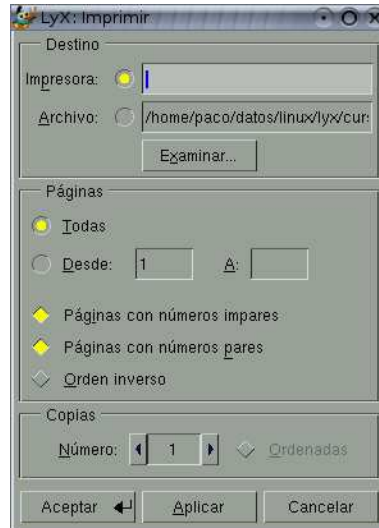 LyX: Imprimir
Destino
Impresora:
Archivo: /home/paco/datos/linux/lyx/curs
Examinar...
Páginas
Todas
Desde: 1 A:
Páginas con números impares
Páginas con números pares
Orden inverso
Copias
Número: 1 Ordenadas
Aceptar Aplicar Cancelar